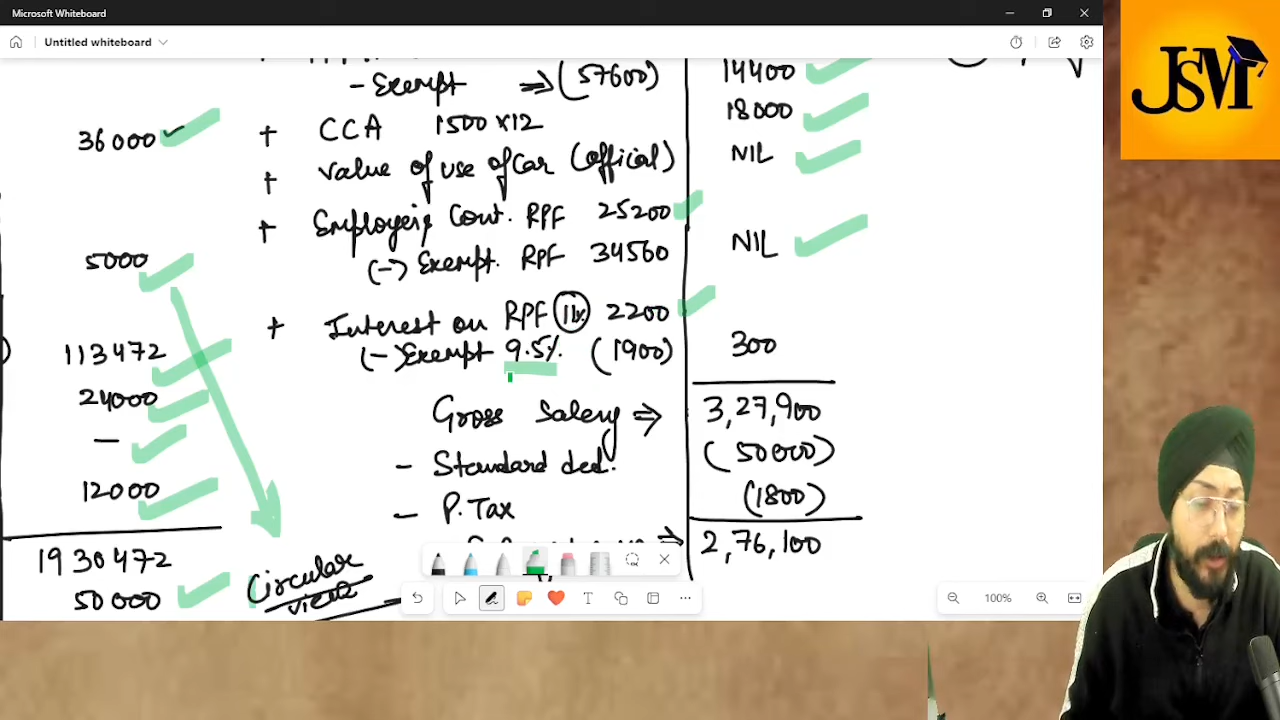 Microsoft Whiteboard
Untitled whiteboard
- Exempt ⇒ (57600)
14400
36000
+ CCA 1500 x 12
18000
+ Value of use of Car (official)
NIL
+ Employer's Cont. RPF 25200
(-) Exempt. RPF 34560
NIL
5000
+ Interest on RPF 11% 2200
(-) Exempt 9.5% (1900)
300
113472
24000
Gross Salary ⇒
3,27,900
—
- Standard ded.
(50000)
12000
- P.Tax
(1800)
1930472
2,76,100
50000
Circular
view
100%
JSM